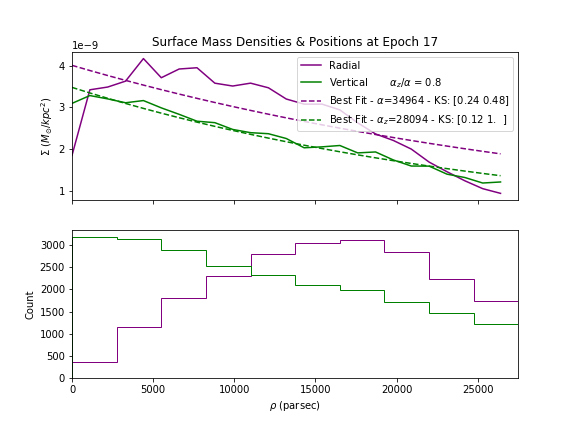 Surface Mass Densities & Positions at Epoch 17
1e−9
4
3
2
1
Σ (M⊙/kpc²)
Radial
Vertical α_z/α = 0.8
Best Fit - α=34964 - KS: [0.24 0.48]
Best Fit - α_z=28094 - KS: [0.12 1. ]
3000
2500
2000
1500
1000
500
0
Count
0 5000 10000 15000 20000 25000
ρ (parsec)